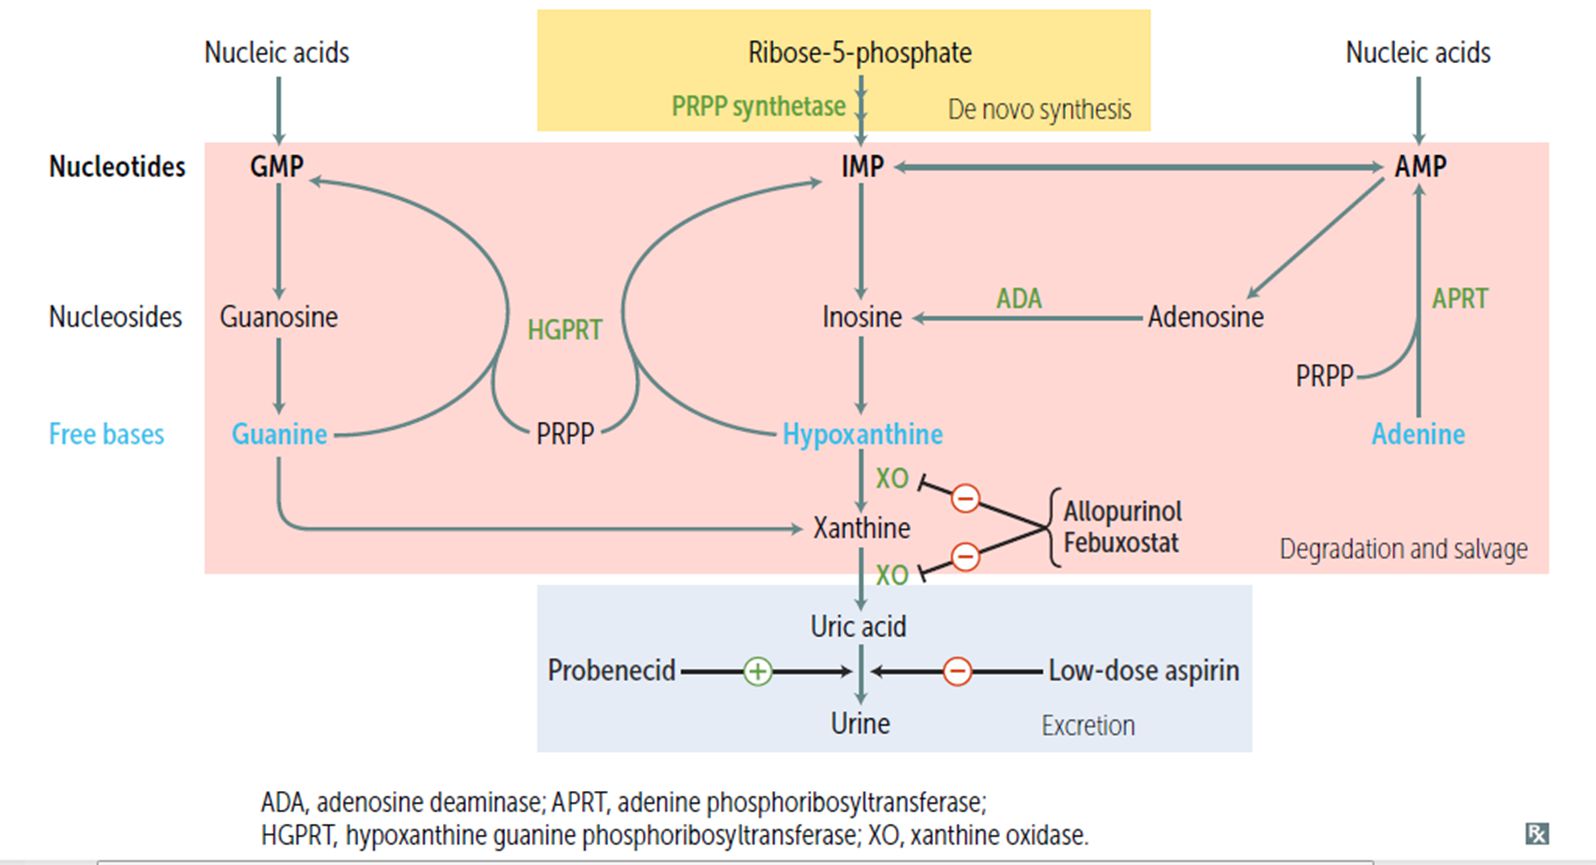 Nucleic acids
Ribose-5-phosphate
Nucleic acids
PRPP synthetase
De novo synthesis
Nucleotides
GMP
IMP
AMP
Nucleosides
Guanosine
HGPRT
Inosine
ADA
Adenosine
APRT
PRPP
Free bases
Guanine
PRPP
Hypoxanthine
Adenine
XO
−
Xanthine
Allopurinol
Febuxostat
Degradation and salvage
−
XO
Uric acid
Probenecid
+
−
Low-dose aspirin
Urine
Excretion
ADA, adenosine deaminase; APRT, adenine phosphoribosyltransferase;
HGPRT, hypoxanthine guanine phosphoribosyltransferase; XO, xanthine oxidase.
Rx